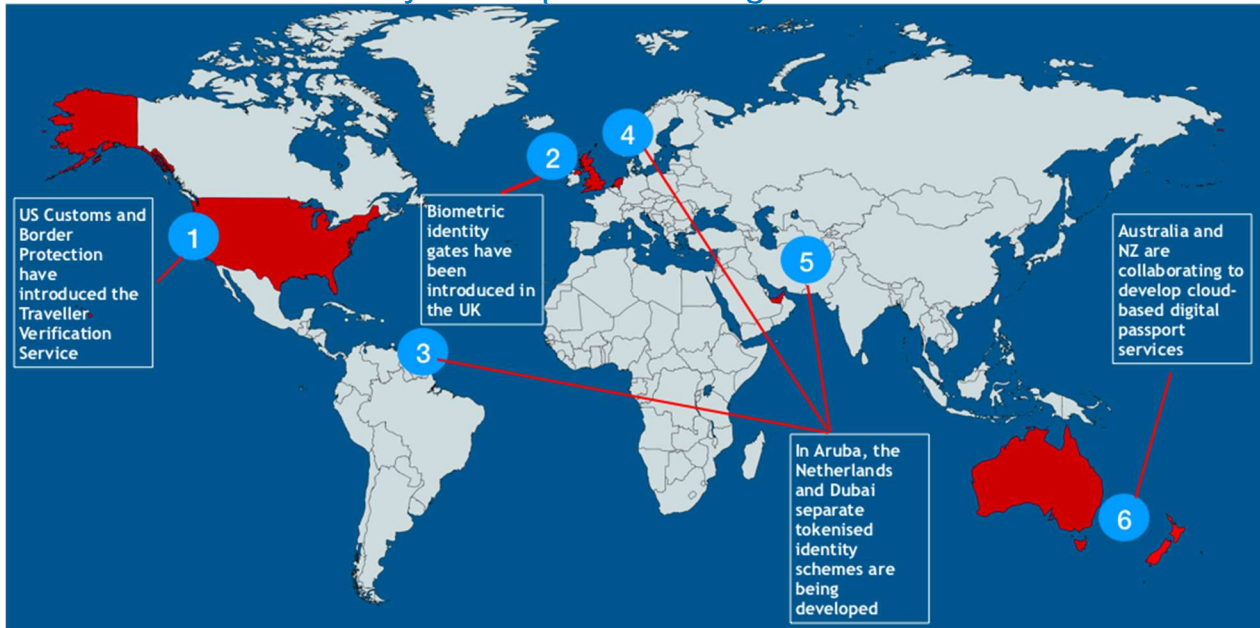 1
US Customs and
Border
Protection
have
introduced the
Traveller
Verification
Service
2
Biometric
identity
gates have
been
introduced in
the UK
3
4
5
In Aruba, the
Netherlands
and Dubai
separate
tokenised
identity
schemes are
being
developed
Australia and
NZ are
collaborating to
develop cloud-
based digital
passport
services
6